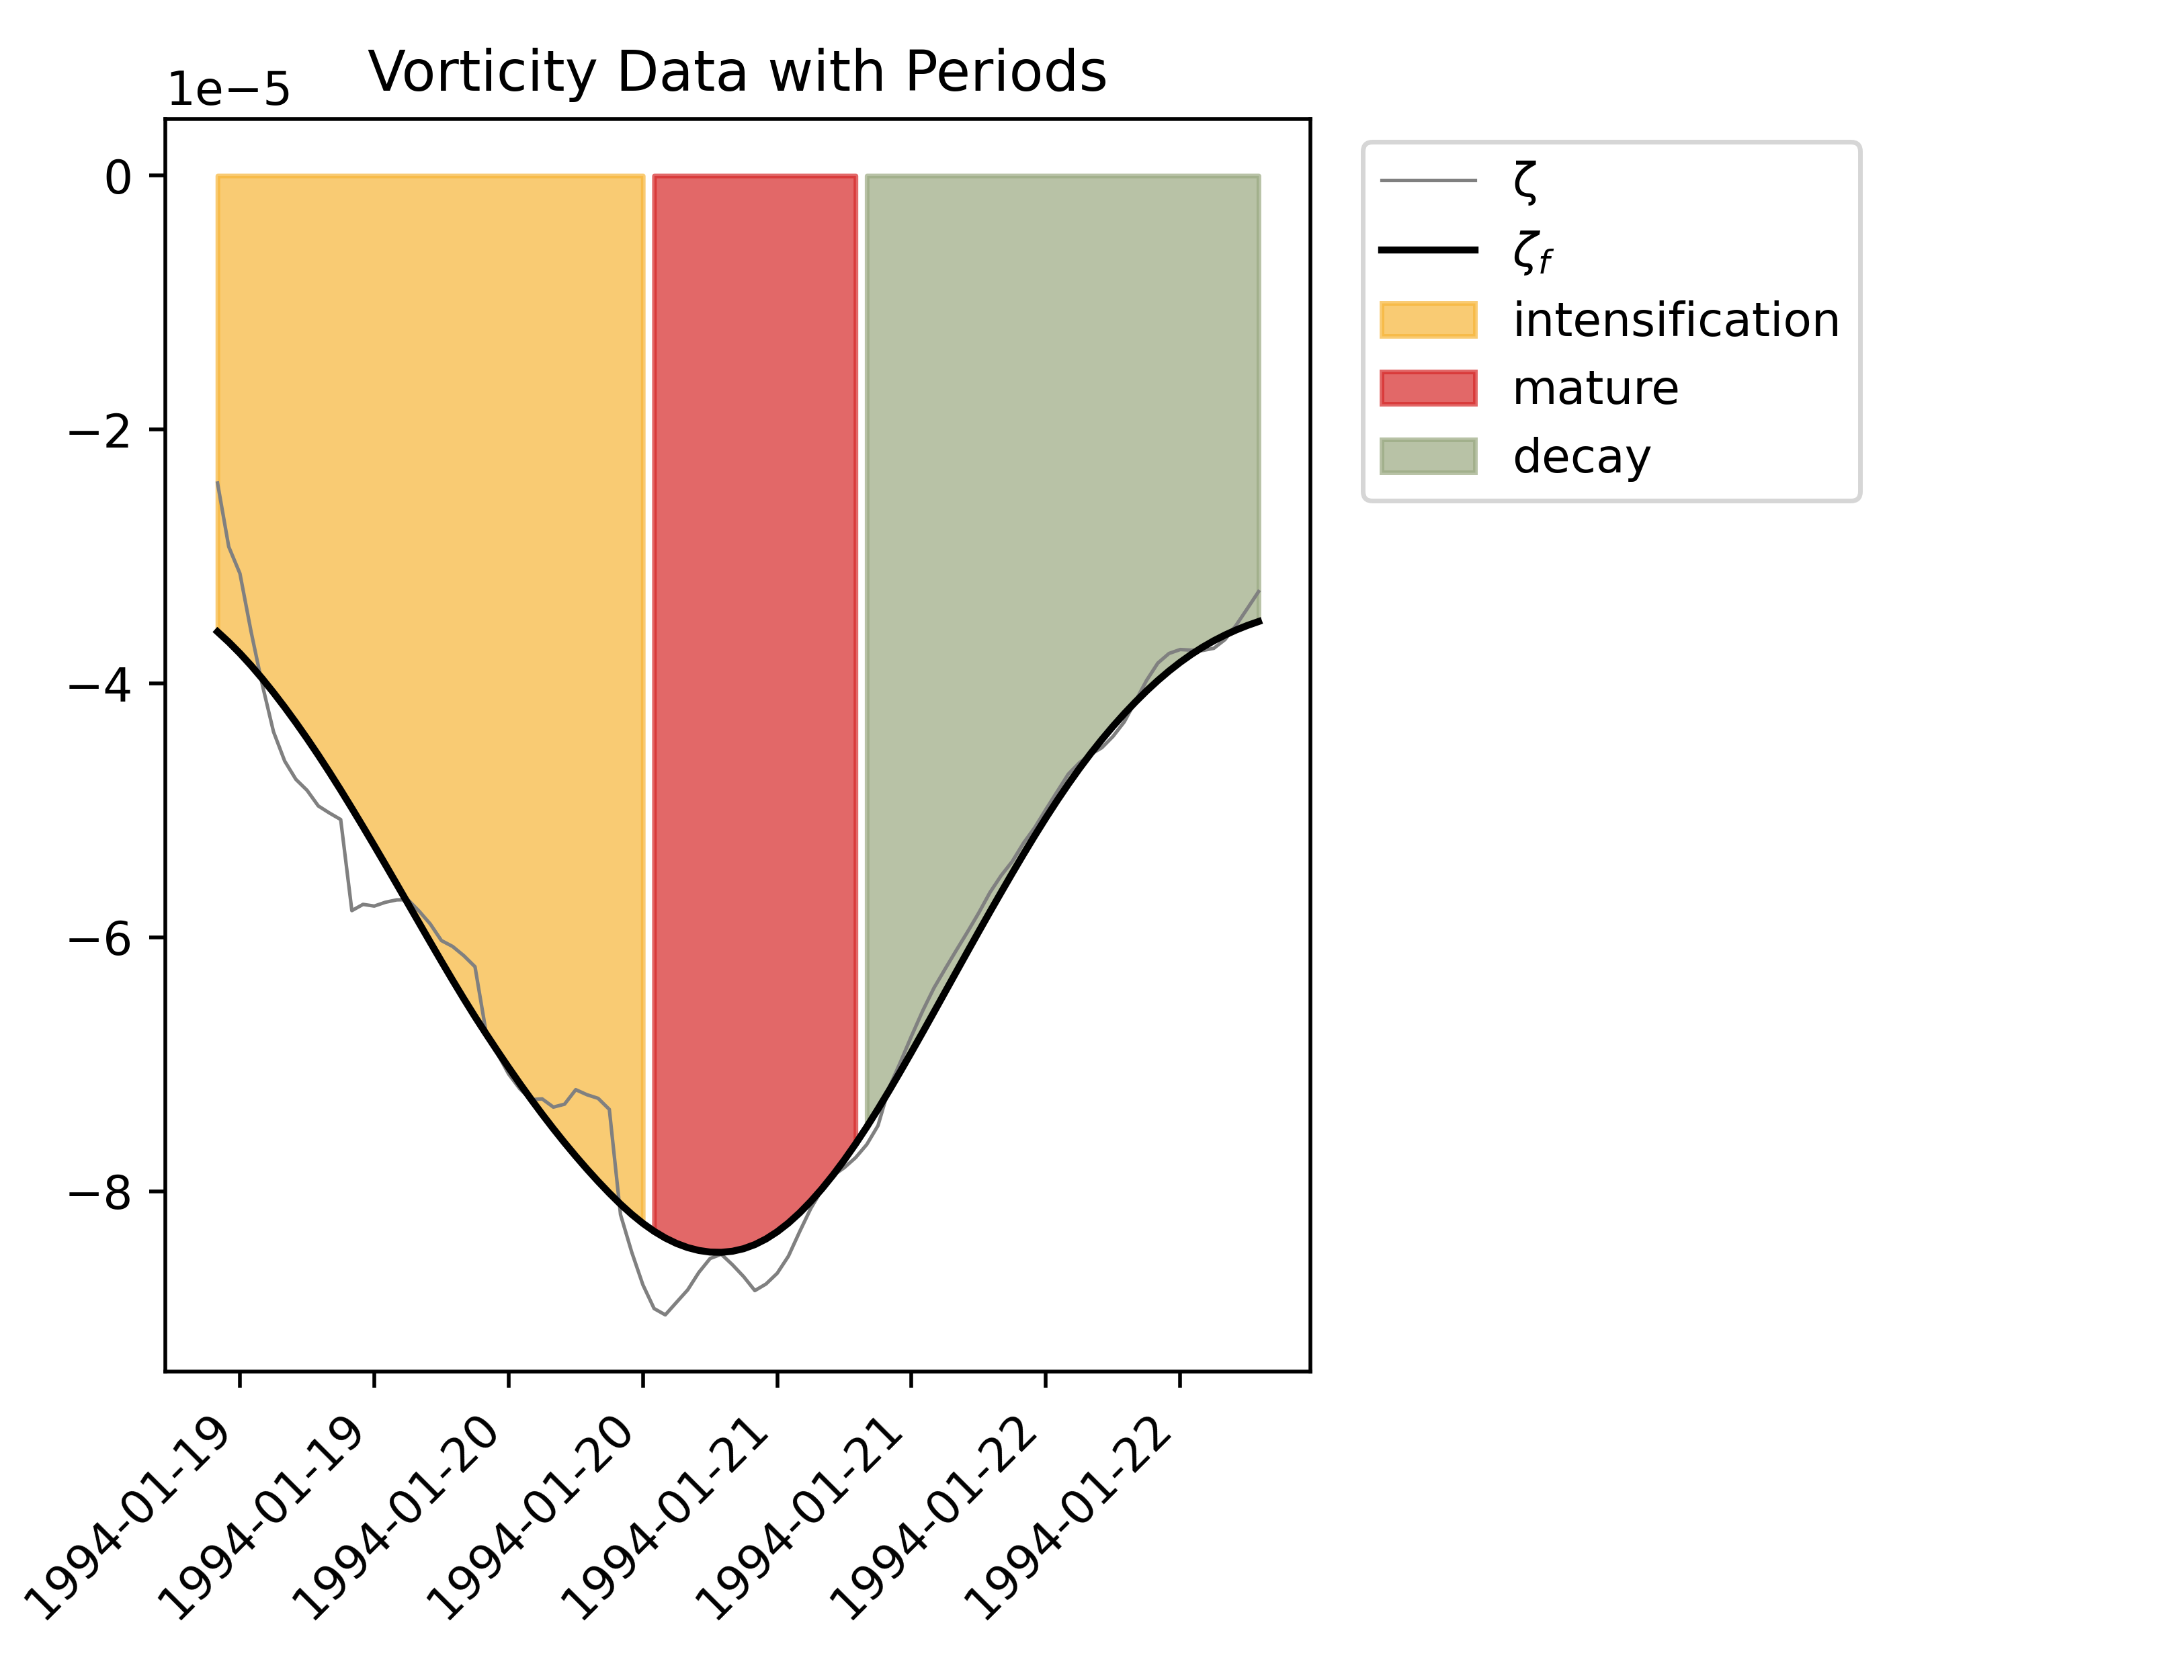 Vorticity Data with Periods
1e−5
0
−2
−4
−6
−8
1994-01-19
1994-01-19
1994-01-20
1994-01-20
1994-01-21
1994-01-21
1994-01-22
1994-01-22
ζ
ζf
intensification
mature
decay